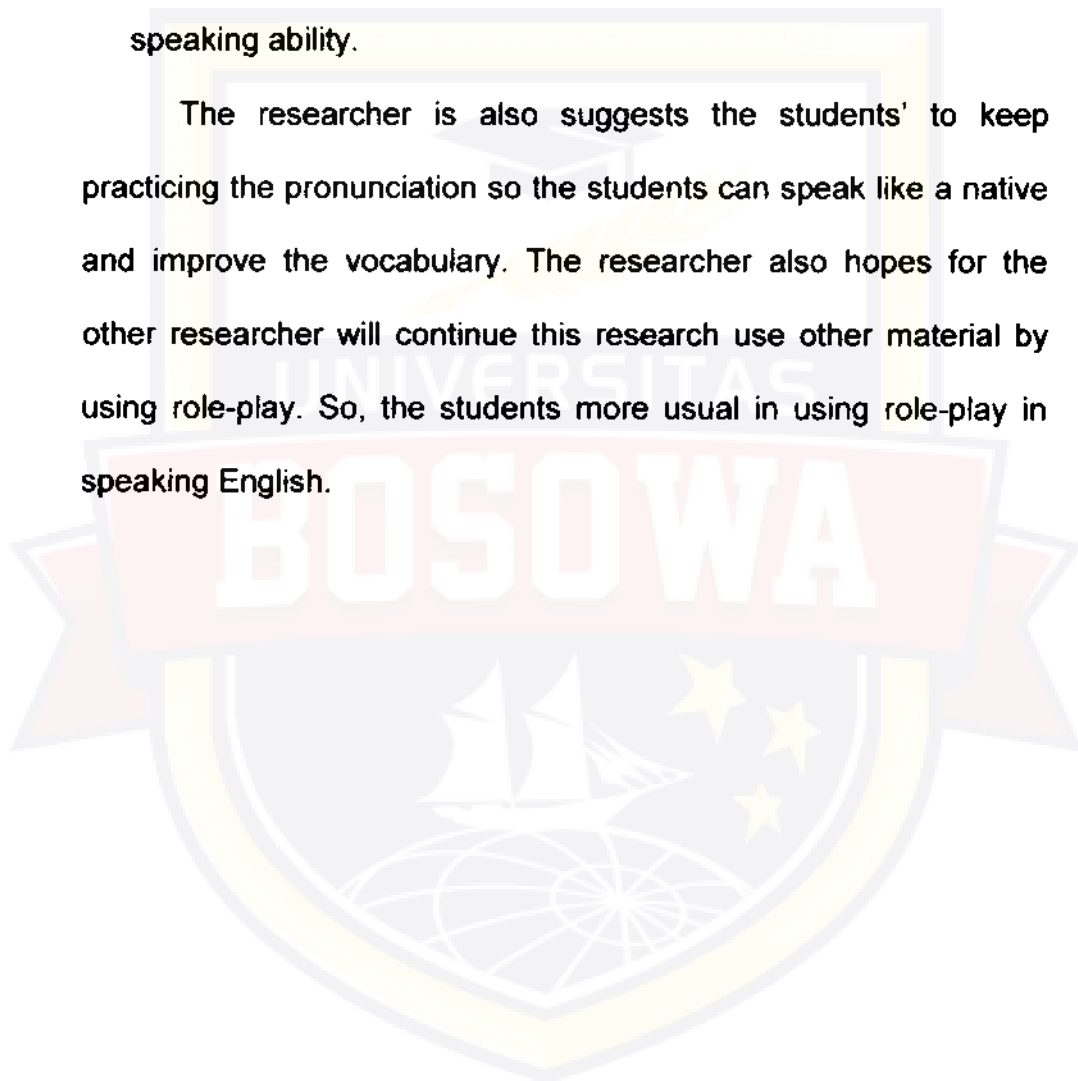 speaking ability.
The researcher is also suggests the students' to keep
practicing the pronunciation so the students can speak like a native
and improve the vocabulary. The researcher also hopes for the
other researcher will continue this research use other material by
using role-play. So, the students more usual in using role-play in
speaking English.
UNIVERSITAS
BOSOWA